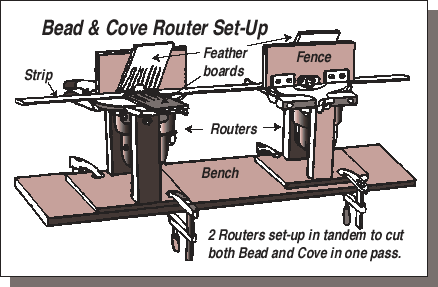 Bead & Cove Router Set-Up
Feather
boards
Fence
Strip
Routers
Bench
2 Routers set-up in tandem to cut
both Bead and Cove in one pass.